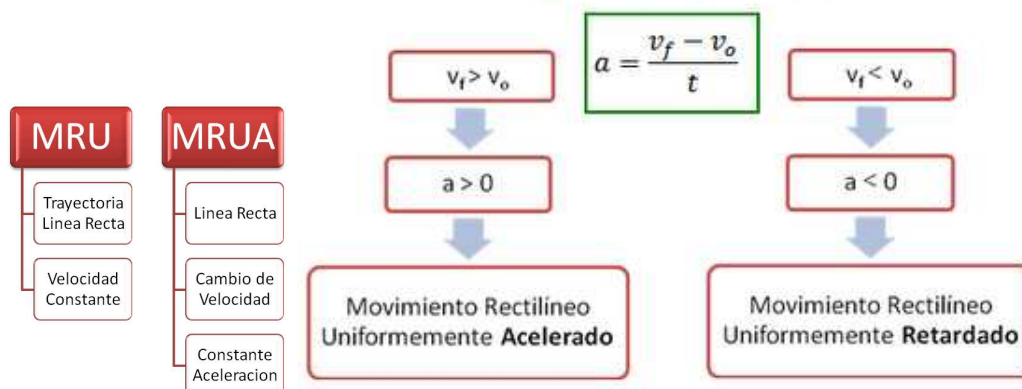 MRU
Trayectoria
Linea Recta
Velocidad
Constante
MRUA
Linea Recta
Cambio de
Velocidad
Constante
Aceleracion
a = (v_f − v_o) / t
v_f > v_o
a > 0
Movimiento Rectilíneo
Uniformemente Acelerado
v_f < v_o
a < 0
Movimiento Rectilíneo
Uniformemente Retardado